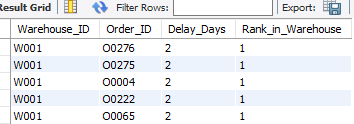 Result Grid Filter Rows: Export:
Warehouse_ID Order_ID Delay_Days Rank_in_Warehouse
W001 O0276 2 1
W001 O0275 2 1
W001 O0004 2 1
W001 O0222 2 1
W001 O0065 2 1